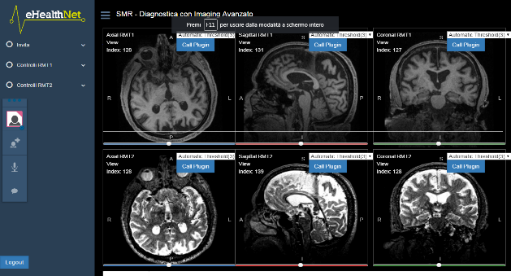 eHealthNet
SMR - Diagnostica con Imaging Avanzato
Premi F11 per uscire dalla modalità a schermo intero
Invia
Controlli RMT1
Controlli RMT2
Logout
Axial RMT1
View
Index: 128
Automatic Threshold(3)
Call Plugin
A
R
L
P
Sagittal RMT1
View
Index: 131
Automatic Threshold(3)
Call Plugin
S
A
P
Coronal RMT1
View
Index: 127
Automatic Threshold(3)
Call Plugin
S
R
L
Axial RMT2
View
Index: 128
Automatic Threshold(3)
Call Plugin
A
R
L
P
Sagittal RMT2
View
Index: 139
Automatic Threshold(3)
Call Plugin
S
A
P
Coronal RMT2
View
Index: 128
Automatic Threshold(3)
Call Plugin
S
R
L